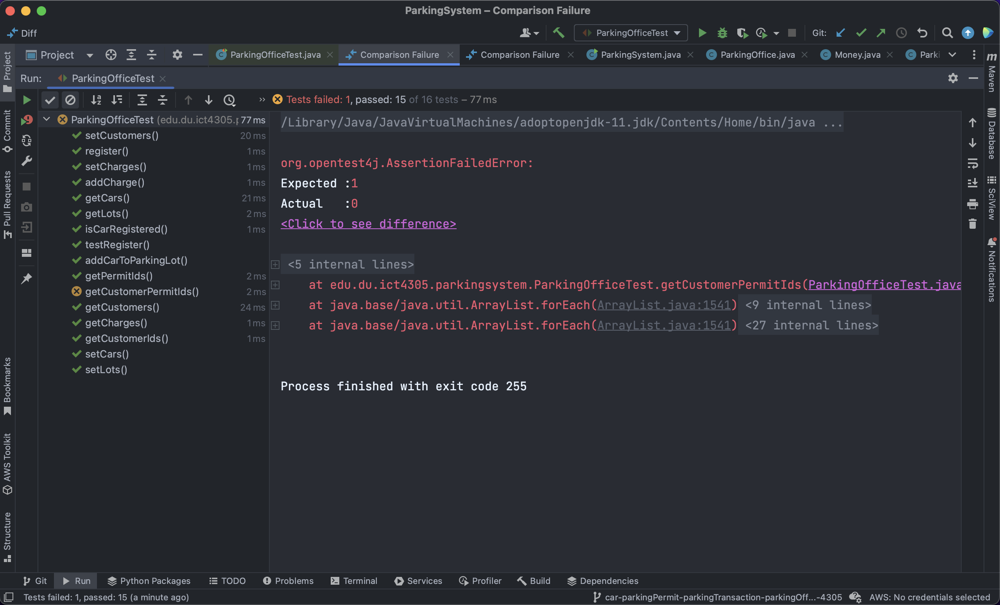 ParkingSystem – Comparison Failure
Diff
ParkingOfficeTest
Git:
Project
ParkingOfficeTest.java
Comparison Failure
Comparison Failure
ParkingSystem.java
ParkingOffice.java
Money.java
Parki
Run:
ParkingOfficeTest
» Tests failed: 1, passed: 15 of 16 tests – 77 ms
ParkingOfficeTest (edu.du.ict4305.p 77 ms
setCustomers() 20 ms
register() 1 ms
setCharges() 1 ms
addCharge() 1 ms
getCars() 21 ms
getLots() 2 ms
isCarRegistered() 1 ms
testRegister()
addCarToParkingLot()
getPermitIds() 2 ms
getCustomerPermitIds() 2 ms
getCustomers() 24 ms
getCharges() 1 ms
getCustomerIds() 1 ms
setCars()
setLots()
/Library/Java/JavaVirtualMachines/adoptopenjdk-11.jdk/Contents/Home/bin/java ...
org.opentest4j.AssertionFailedError:
Expected :1
Actual   :0
<Click to see difference>
<5 internal lines>
at edu.du.ict4305.parkingsystem.ParkingOfficeTest.getCustomerPermitIds(ParkingOfficeTest.java
at java.base/java.util.ArrayList.forEach(ArrayList.java:1541) <9 internal lines>
at java.base/java.util.ArrayList.forEach(ArrayList.java:1541) <27 internal lines>
Process finished with exit code 255
Project
Commit
Pull Requests
Bookmarks
AWS Toolkit
Structure
m
Maven
Database
SciView
Notifications
Git
Run
Python Packages
TODO
Problems
Terminal
Services
Profiler
Build
Dependencies
Tests failed: 1, passed: 15 (a minute ago)
car-parkingPermit-parkingTransaction-parkingOff...-4305
AWS: No credentials selected